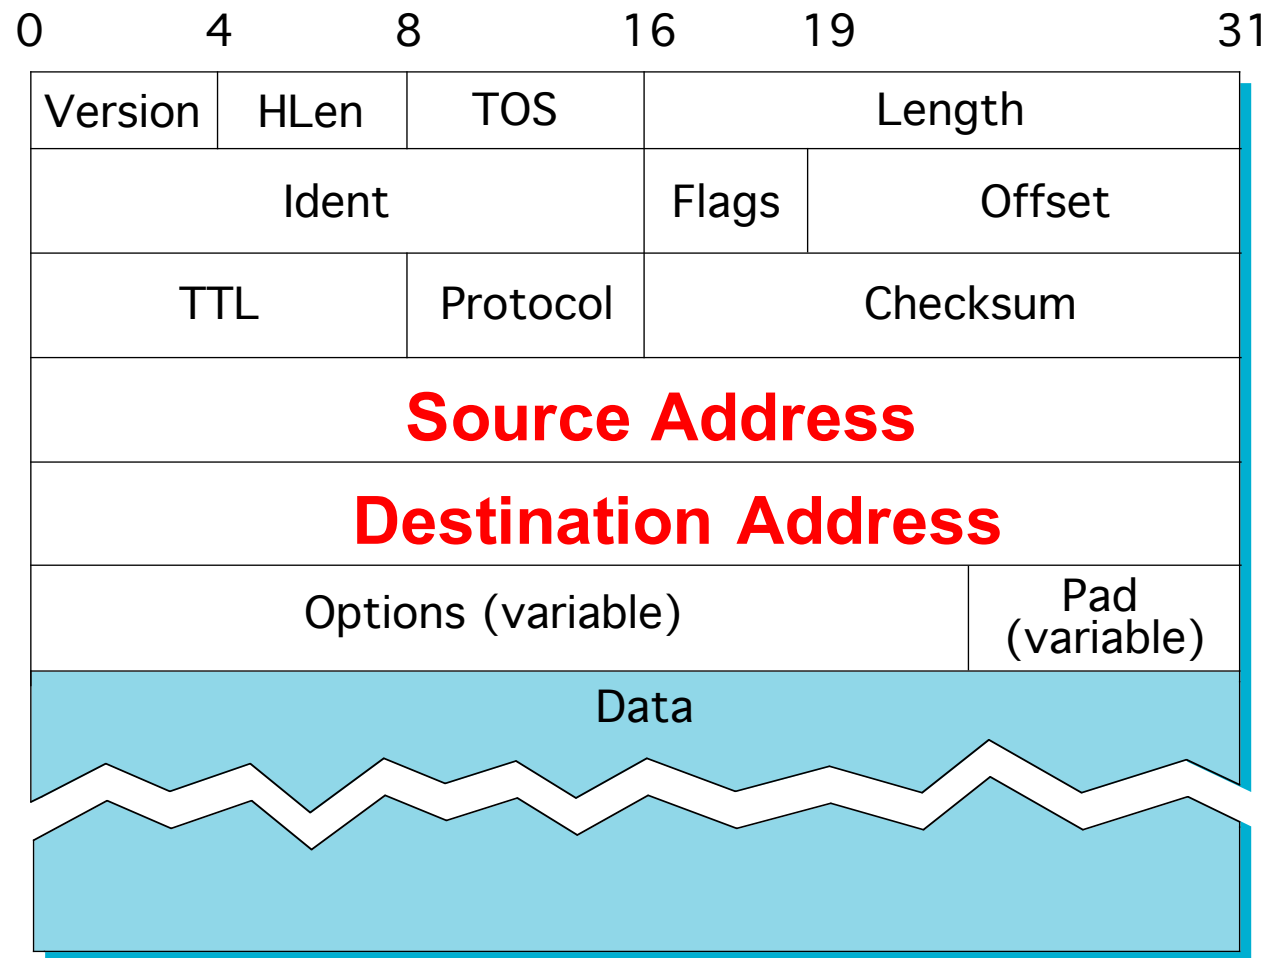 0 4 8 16 19 31
Version HLen TOS Length
Ident Flags Offset
TTL Protocol Checksum
Source Address
Destination Address
Options (variable) Pad
(variable)
Data